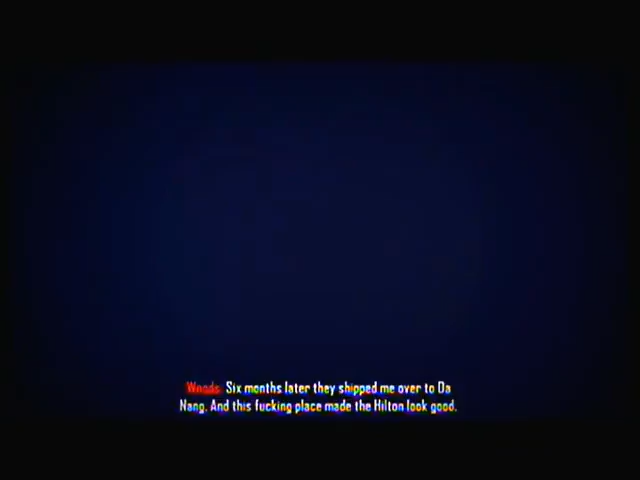 Woods: Six months later they shipped me over to Da
Nang. And this fucking place made the Hilton look good.